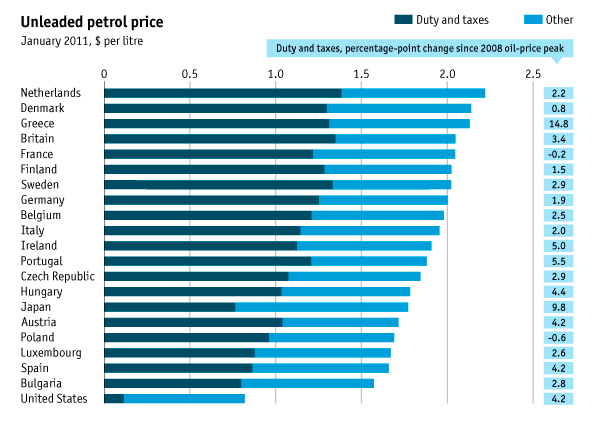 Unleaded petrol price
January 2011, $ per litre
Duty and taxes
Other
Duty and taxes, percentage-point change since 2008 oil-price peak
0 0.5 1.0 1.5 2.0 2.5
Netherlands 2.2
Denmark 0.8
Greece 14.8
Britain 3.4
France -0.2
Finland 1.5
Sweden 2.9
Germany 1.9
Belgium 2.5
Italy 2.0
Ireland 5.0
Portugal 5.5
Czech Republic 2.9
Hungary 4.4
Japan 9.8
Austria 4.2
Poland -0.6
Luxembourg 2.6
Spain 4.2
Bulgaria 2.8
United States 4.2